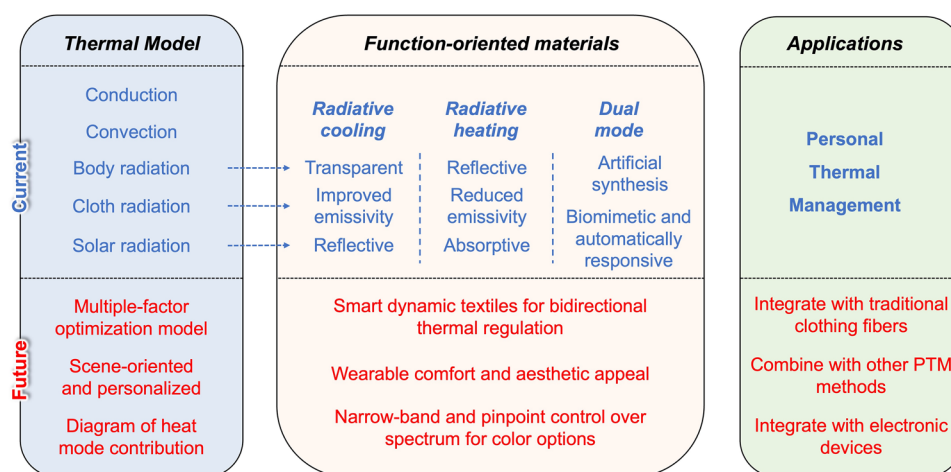 Thermal Model
Function-oriented materials
Applications
Current
Conduction
Convection
Body radiation
Cloth radiation
Solar radiation
Radiative
cooling
Transparent
Improved
emissivity
Reflective
Radiative
heating
Reflective
Reduced
emissivity
Absorptive
Dual
mode
Artificial
synthesis
Biomimetic and
automatically
responsive
Personal
Thermal
Management
Future
Multiple-factor
optimization model
Scene-oriented
and personalized
Diagram of heat
mode contribution
Smart dynamic textiles for bidirectional
thermal regulation
Wearable comfort and aesthetic appeal
Narrow-band and pinpoint control over
spectrum for color options
Integrate with traditional
clothing fibers
Combine with other PTM
methods
Integrate with electronic
devices